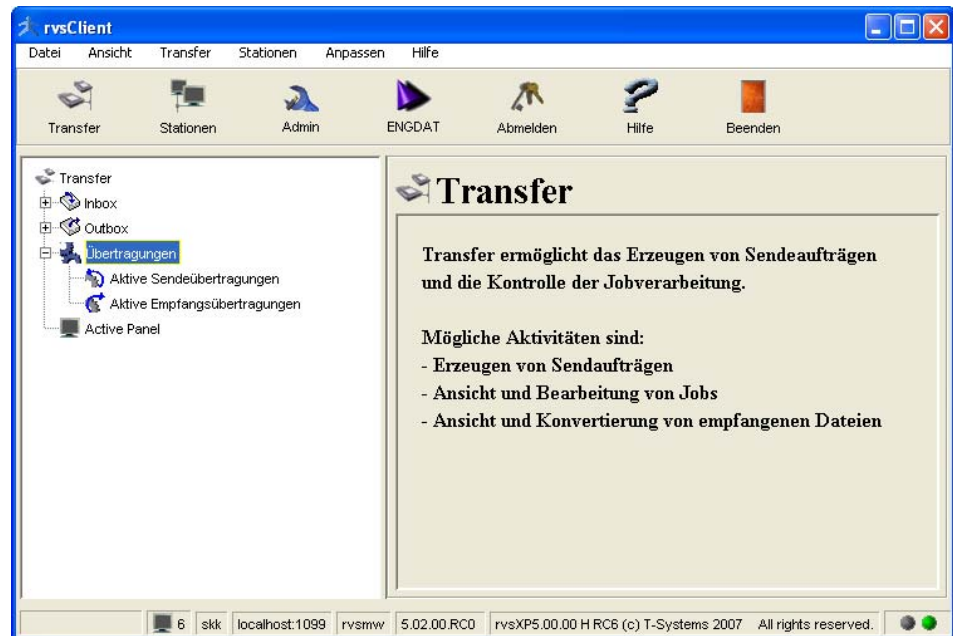 rvsClient
Datei Ansicht Transfer Stationen Anpassen Hilfe
Transfer Stationen Admin ENGDAT Abmelden Hilfe Beenden
Transfer
Inbox
Outbox
Übertragungen
Aktive Sendeübertragungen
Aktive Empfangsübertragungen
Active Panel
Transfer
Transfer ermöglicht das Erzeugen von Sendeaufträgen
und die Kontrolle der Jobverarbeitung.
Mögliche Aktivitäten sind:
- Erzeugen von Sendaufträgen
- Ansicht und Bearbeitung von Jobs
- Ansicht und Konvertierung von empfangenen Dateien
6 skk localhost:1099 rvsmw 5.02.00.RC0 rvsXP5.00.00 H RC6 (c) T-Systems 2007 All rights reserved.